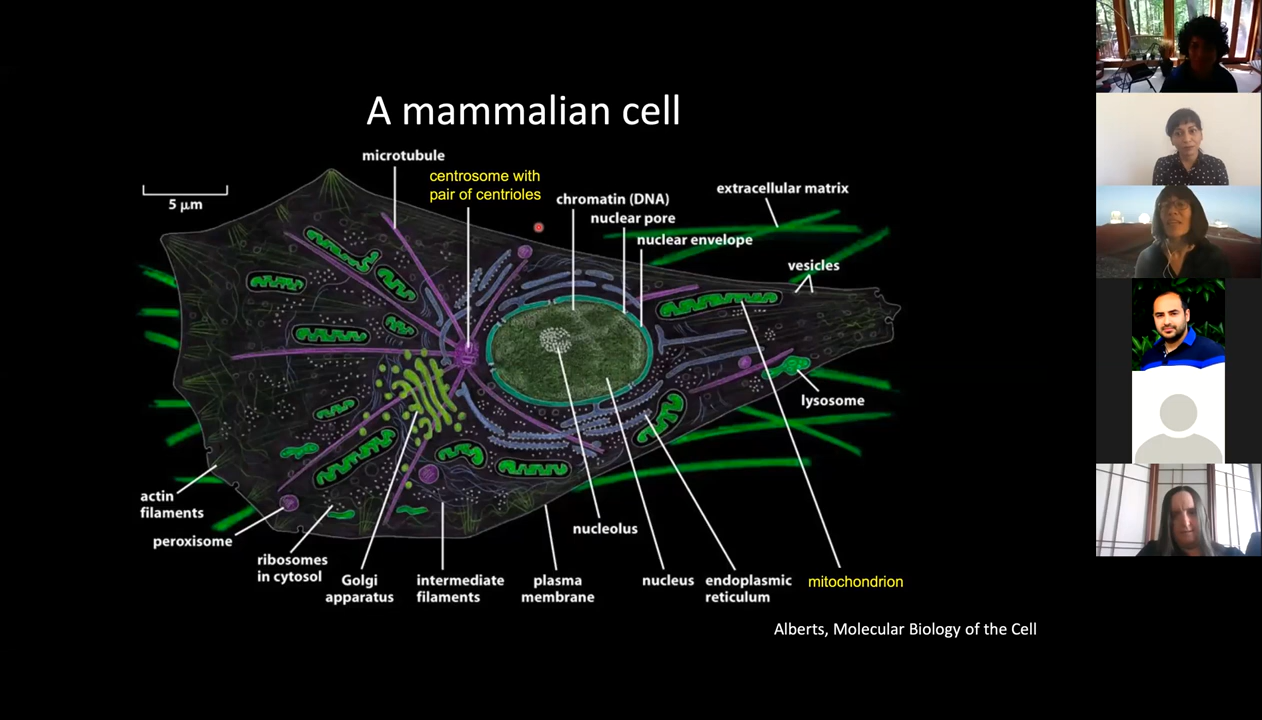 A mammalian cell
microtubule
centrosome with
pair of centrioles
5 μm
chromatin (DNA)
nuclear pore
nuclear envelope
extracellular matrix
vesicles
lysosome
actin
filaments
peroxisome
ribosomes
in cytosol
Golgi
apparatus
intermediate
filaments
plasma
membrane
nucleolus
nucleus
endoplasmic
reticulum
mitochondrion
Alberts, Molecular Biology of the Cell